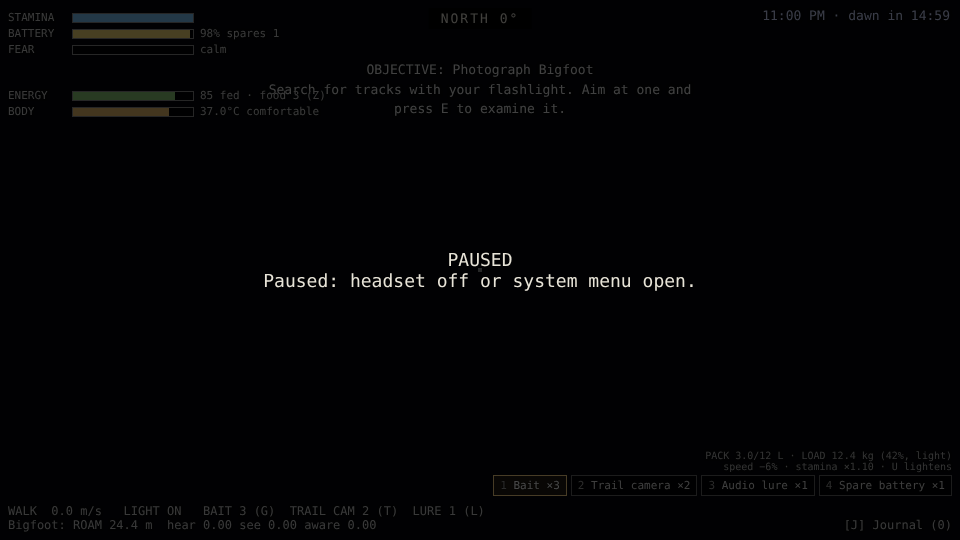 STAMINA
NORTH 0°
11:00 PM · dawn in 14:59
BATTERY 98% spares 1
FEAR calm
OBJECTIVE: Photograph Bigfoot
Search for tracks with your flashlight. Aim at one and
press E to examine it.
ENERGY 85 fed · food 3 (Z)
BODY 37.0°C comfortable
PAUSED
Paused: headset off or system menu open.
PACK 3.0/12 L · LOAD 12.4 kg (42%, light)
speed −6% · stamina ×1.10 · U lightens
1 Bait ×3 2 Trail camera ×2 3 Audio lure ×1 4 Spare battery ×1
WALK 0.0 m/s LIGHT ON BAIT 3 (G) TRAIL CAM 2 (T) LURE 1 (L)
Bigfoot: ROAM 24.4 m hear 0.00 see 0.00 aware 0.00
[J] Journal (0)